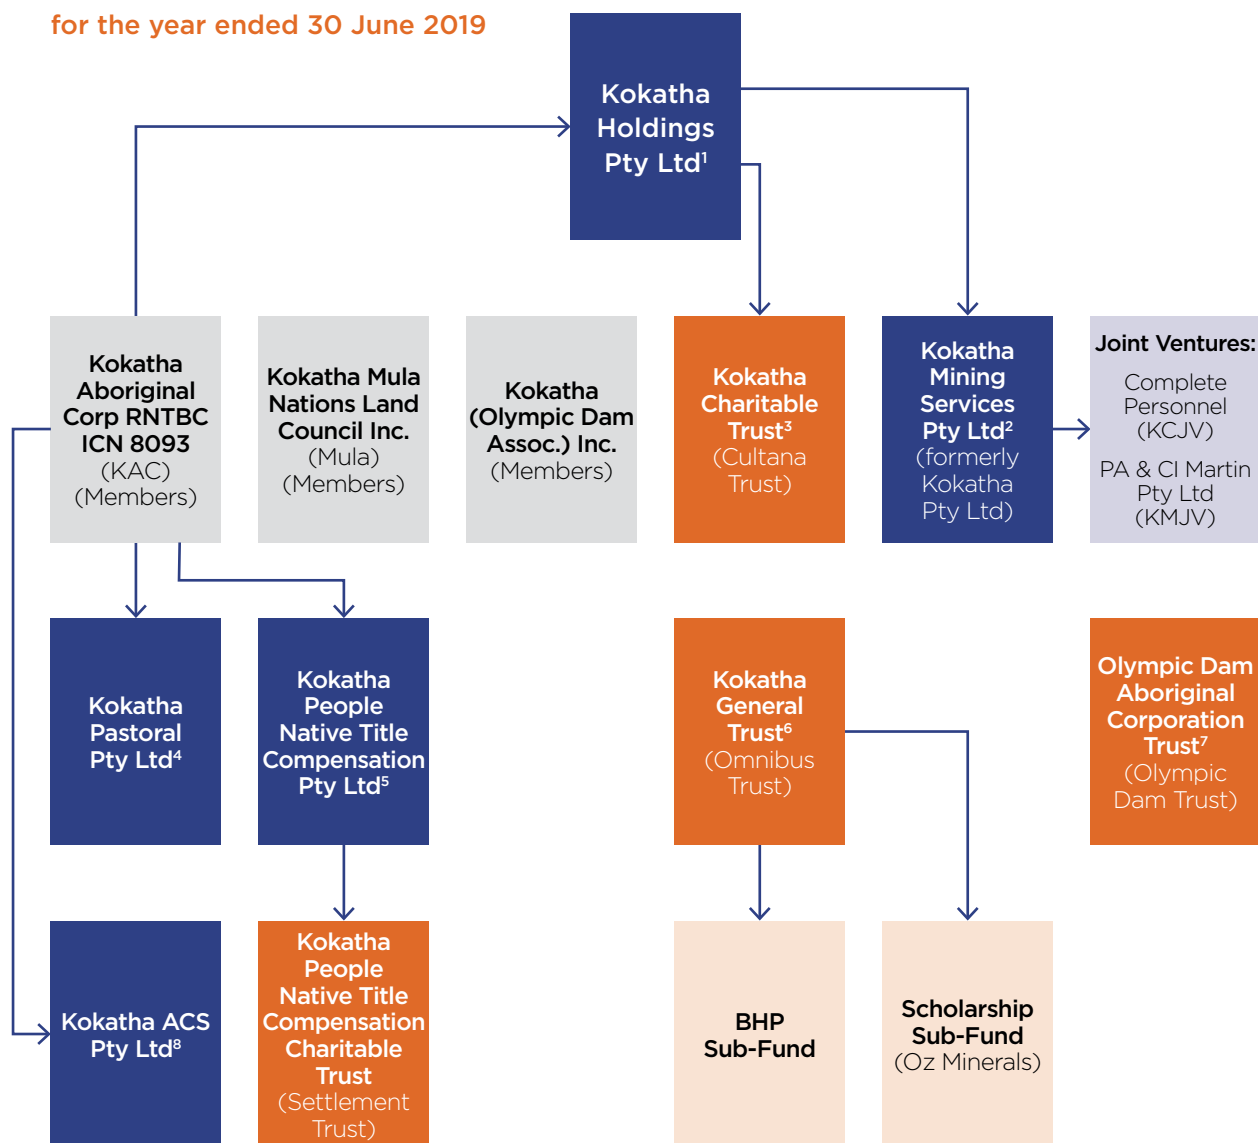 for the year ended 30 June 2019
Kokatha
Holdings
Pty Ltd¹
Kokatha
Aboriginal
Corp RNTBC
ICN 8093
(KAC)
(Members)
Kokatha Mula
Nations Land
Council Inc.
(Mula)
(Members)
Kokatha
(Olympic Dam
Assoc.) Inc.
(Members)
Kokatha
Charitable
Trust³
(Cultana
Trust)
Kokatha
Mining
Services
Pty Ltd²
(formerly
Kokatha
Pty Ltd)
Joint Ventures:
Complete
Personnel
(KCJV)
PA & CI Martin
Pty Ltd
(KMJV)
Kokatha
Pastoral
Pty Ltd⁴
Kokatha
People
Native Title
Compensation
Pty Ltd⁵
Kokatha
General
Trust⁶
(Omnibus
Trust)
Olympic Dam
Aboriginal
Corporation
Trust⁷
(Olympic
Dam Trust)
Kokatha ACS
Pty Ltd⁸
Kokatha
People
Native Title
Compensation
Charitable
Trust
(Settlement
Trust)
BHP
Sub-Fund
Scholarship
Sub-Fund
(Oz Minerals)